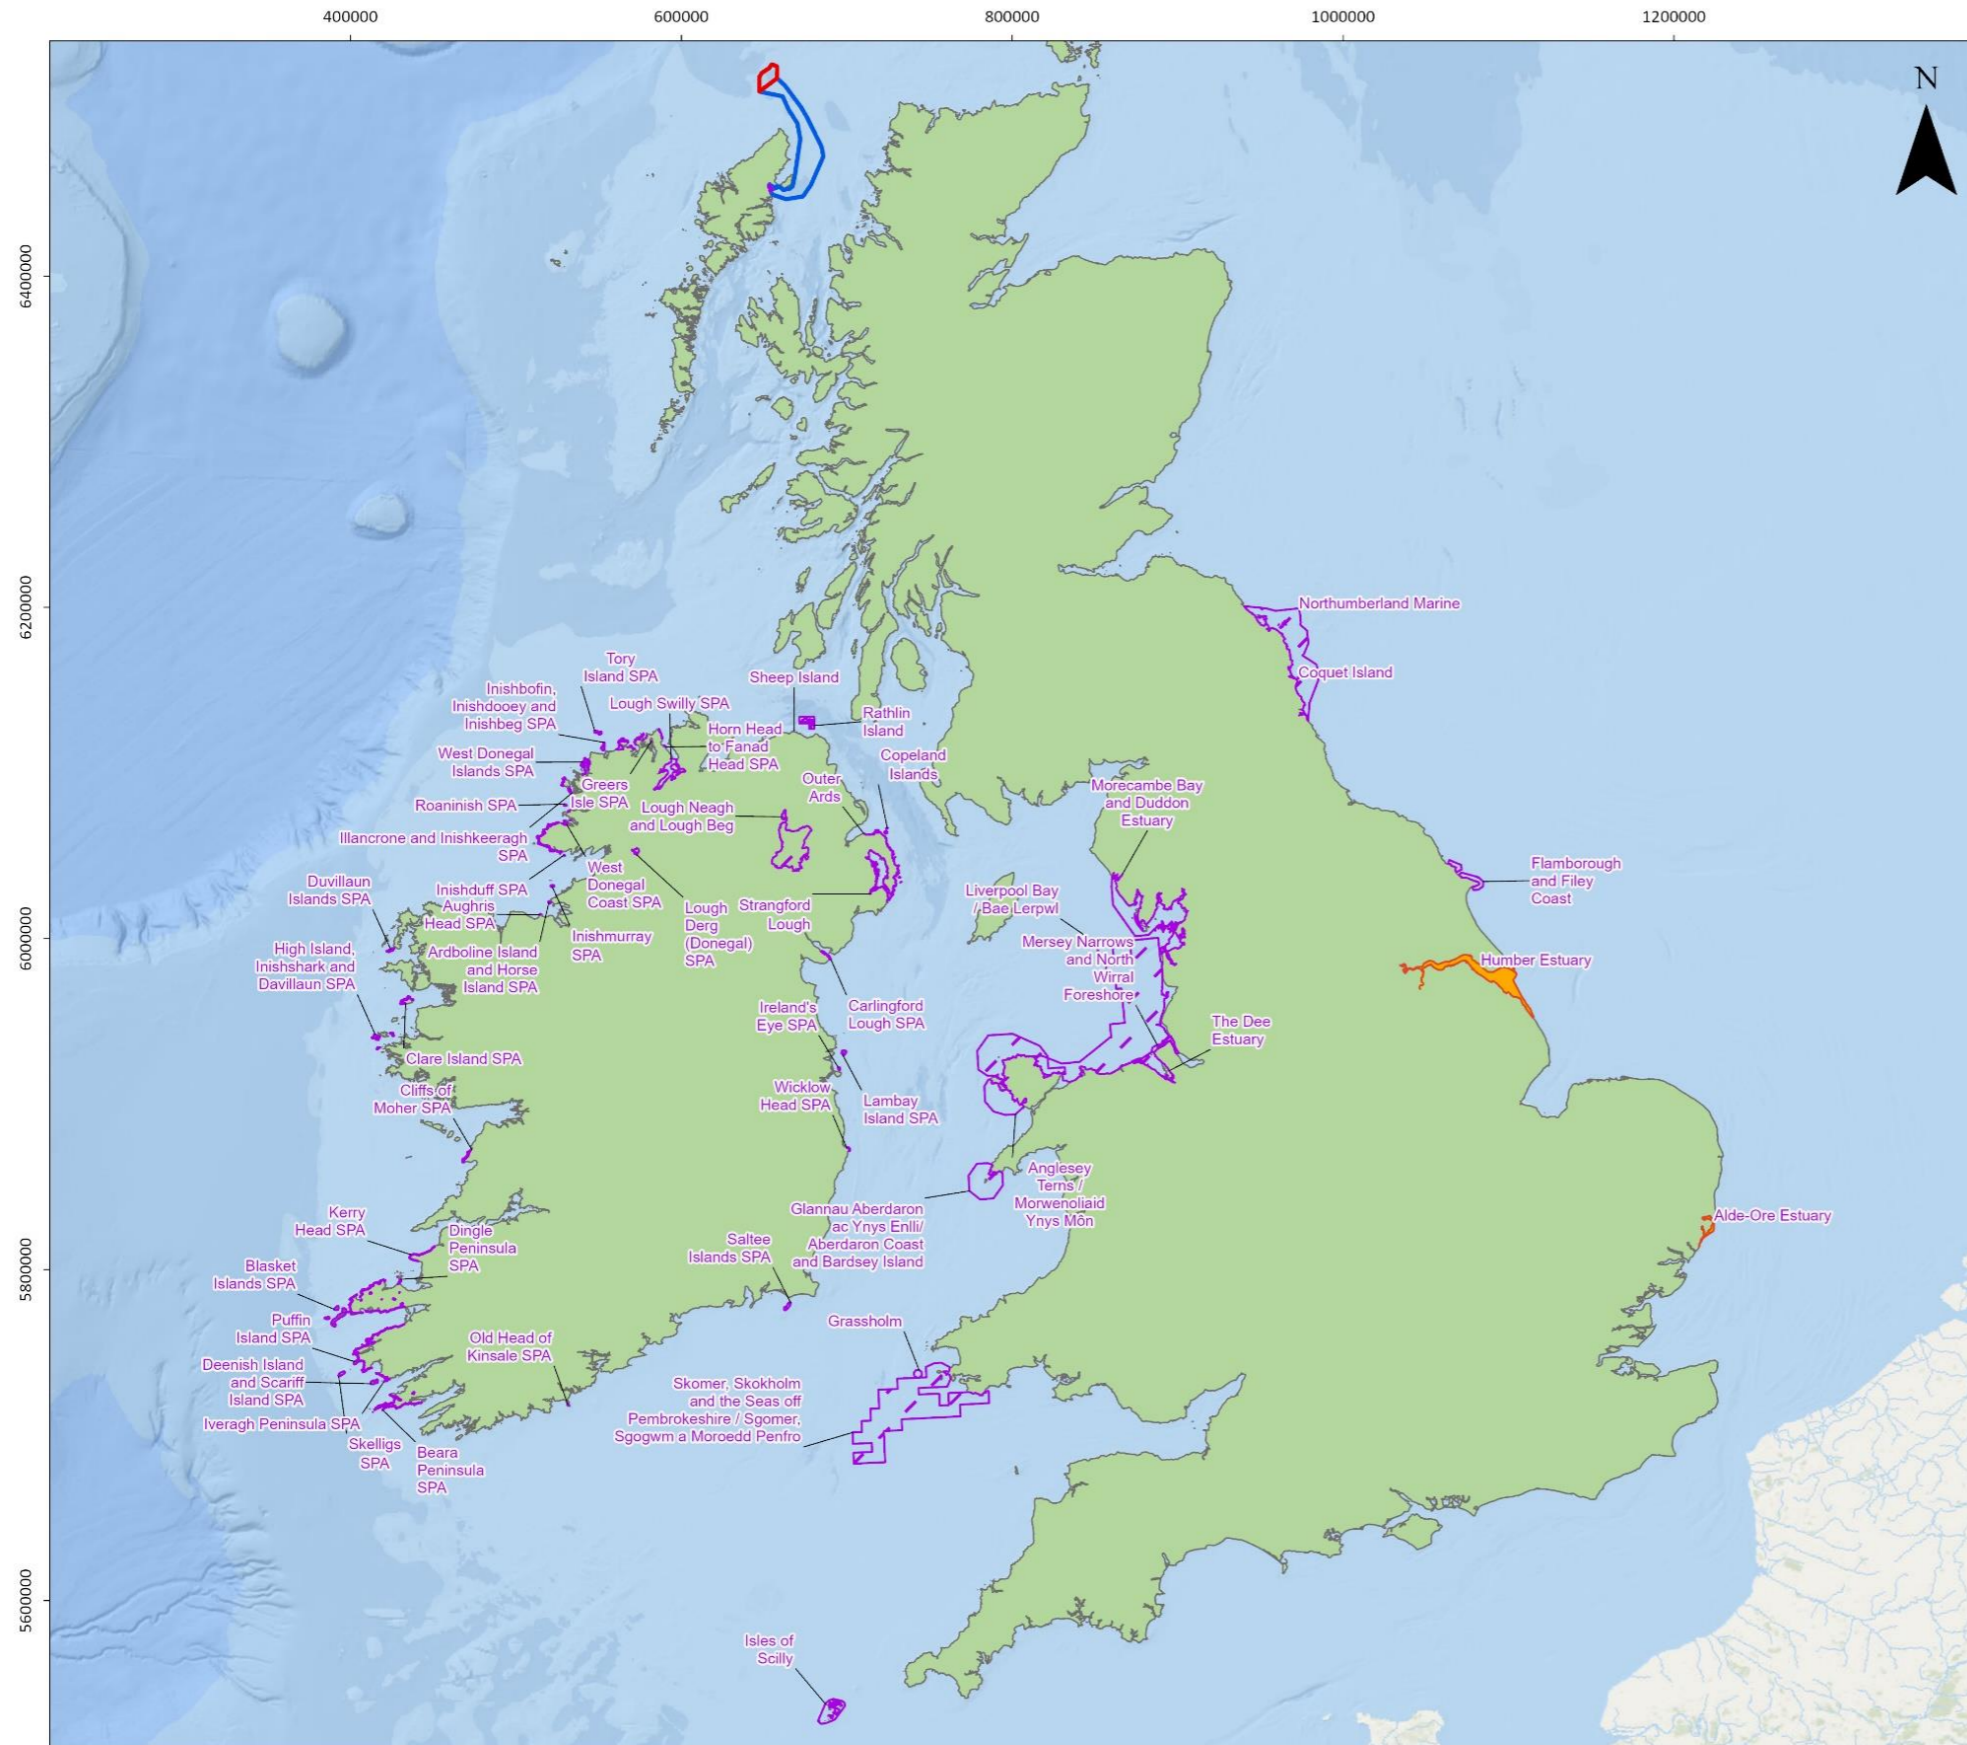 400000
600000
800000
1000000
1200000
N
6400000
6200000
6000000
5800000
5600000
Northumberland Marine
Coquet Island
Tory
Island SPA
Sheep Island
Inishbofin,
Inishdooey and
Inishbeg SPA
Lough Swilly SPA
Rathlin
Island
Horn Head
to Fanad
Head SPA
West Donegal
Islands SPA
Copeland
Islands
Outer
Ards
Greers
Isle SPA
Morecambe Bay
and Duddon
Estuary
Roaninish SPA
Lough Neagh
and Lough Beg
Illancrone and Inishkeeragh
SPA
Flamborough
and Filey
Coast
West
Donegal
Coast SPA
Duvillaun
Islands SPA
Inishduff SPA
Aughris
Head SPA
Liverpool Bay
/ Bae Lerpwl
Lough
Derg
(Donegal)
SPA
Strangford
Lough
Inishmurray
SPA
High Island,
Inishshark and
Davillaun SPA
Ardboline Island
and Horse
Island SPA
Mersey Narrows
and North
Wirral
Foreshore
Humber Estuary
Ireland's
Eye SPA
Carlingford
Lough SPA
The Dee
Estuary
Clare Island SPA
Cliffs of
Moher SPA
Wicklow
Head SPA
Lambay
Island SPA
Anglesey
Terns /
Morwenoliaid
Ynys Môn
Glannau Aberdaron
ac Ynys Enlli/
Aberdaron Coast
and Bardsey Island
Kerry
Head SPA
Dingle
Peninsula
SPA
Alde-Ore Estuary
Saltee
Islands SPA
Blasket
Islands SPA
Puffin
Island SPA
Grassholm
Old Head of
Kinsale SPA
Deenish Island
and Scariff
Island SPA
Skomer, Skokholm
and the Seas off
Pembrokeshire / Sgomer,
Sgogwm a Moroedd Penfro
Iveragh Peninsula SPA
Skelligs
SPA
Beara
Peninsula
SPA
Isles of
Scilly